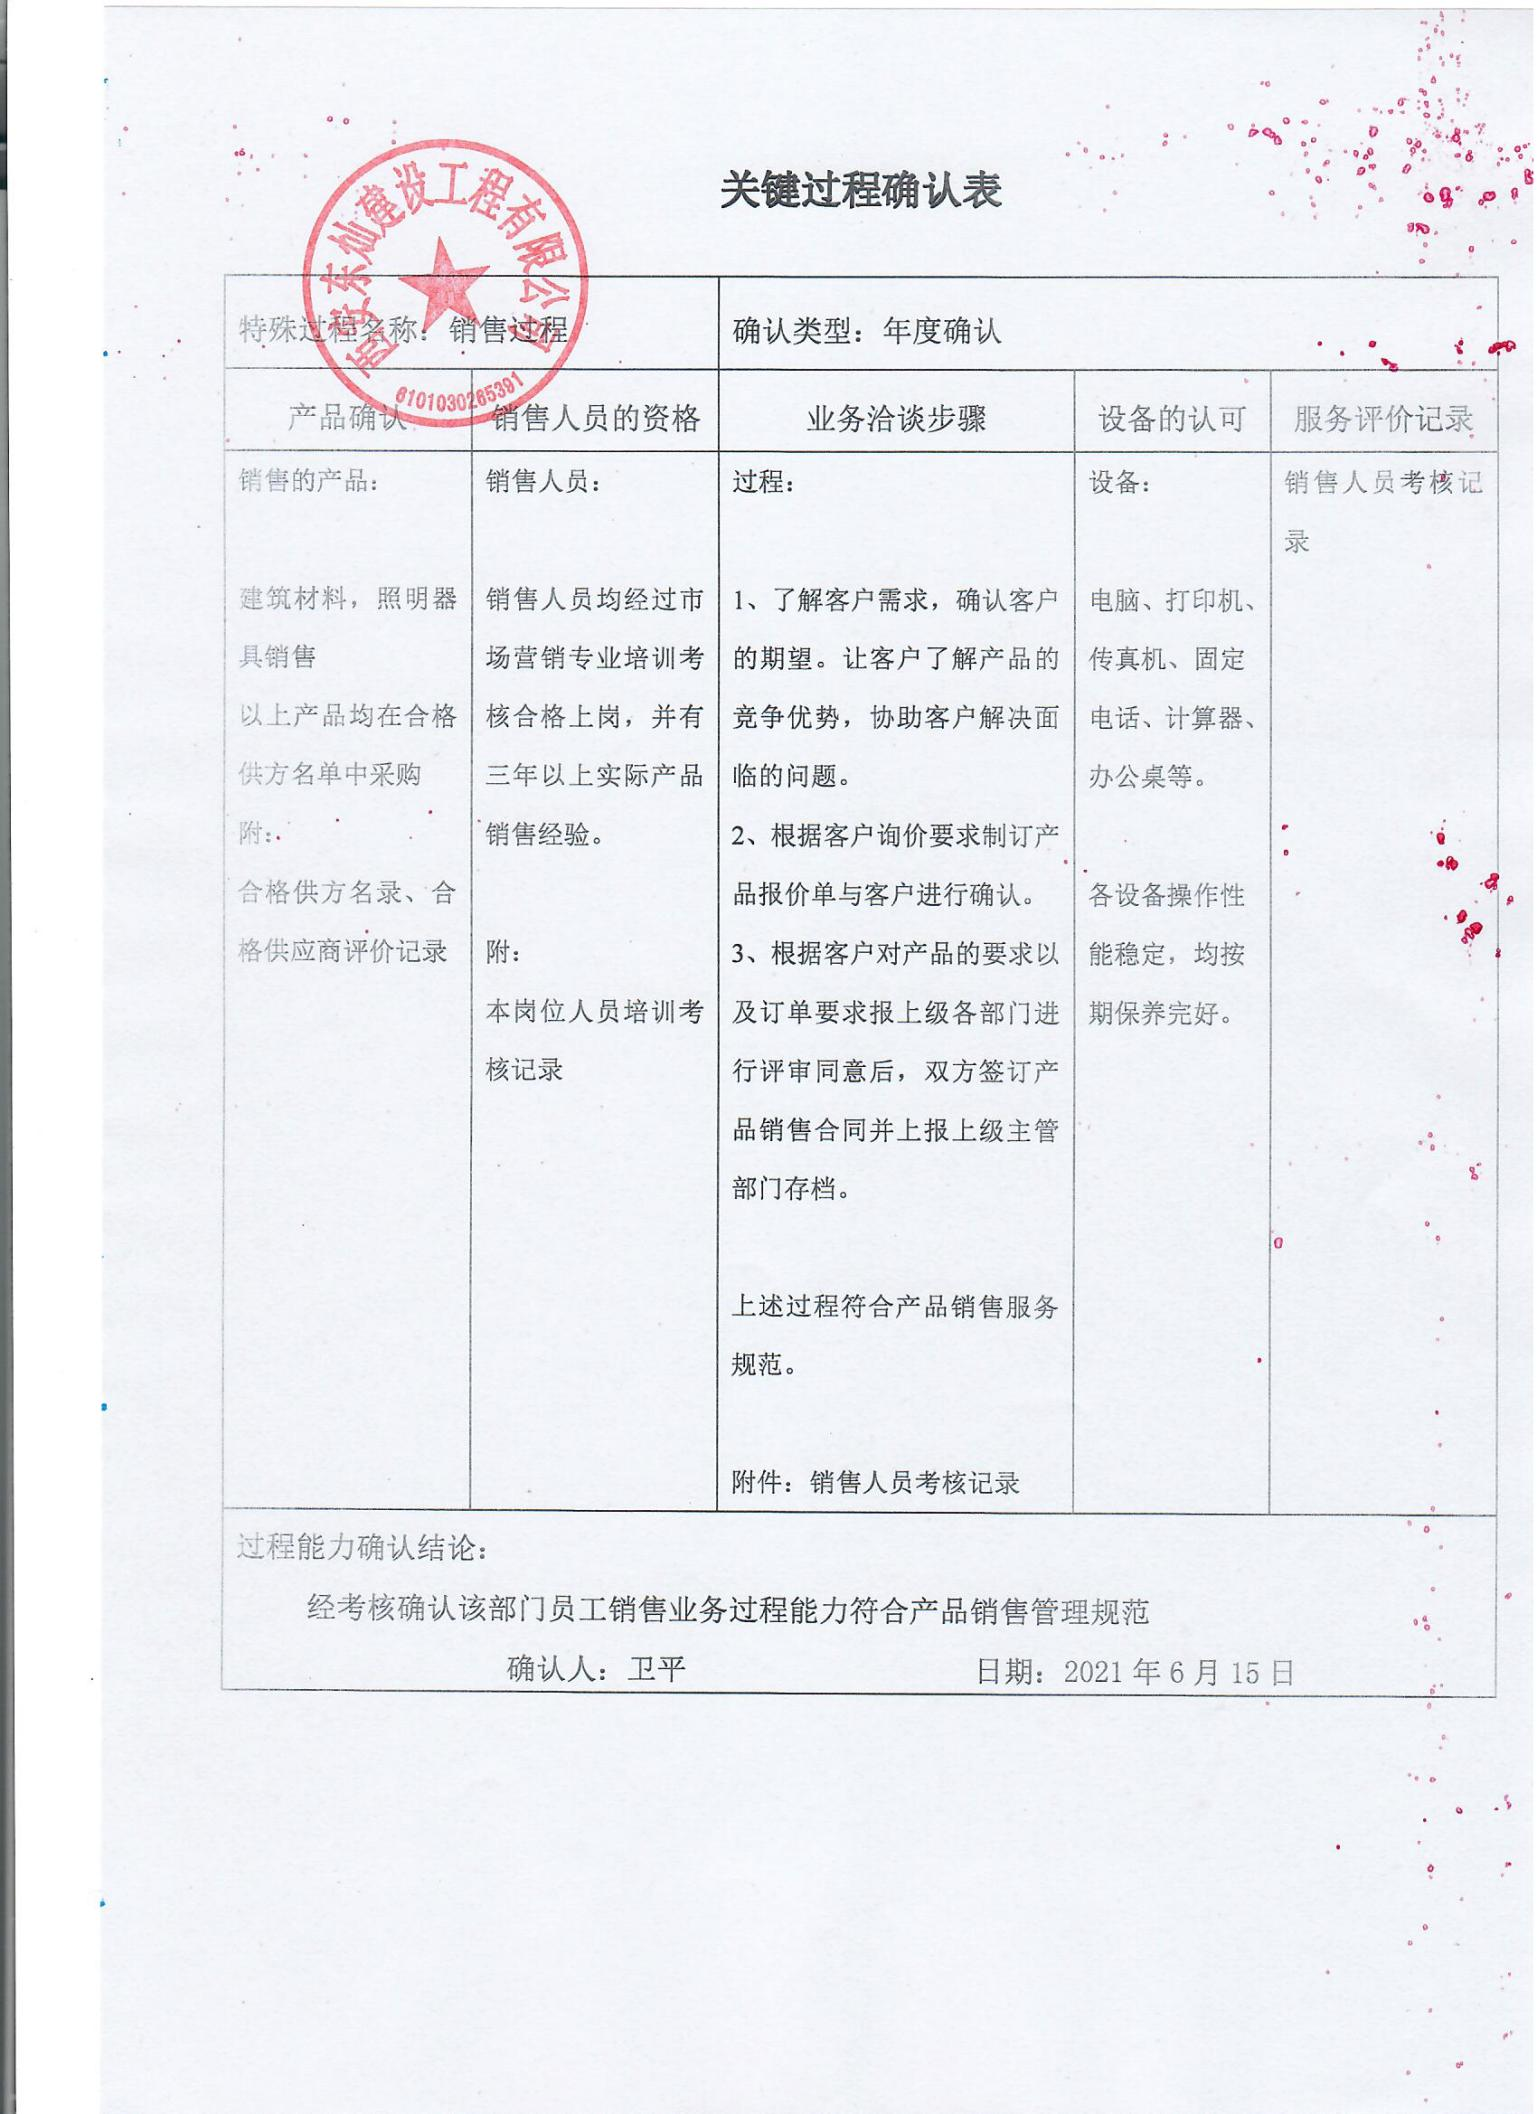 关键过程确认表
西安东灿建设工程有限公司
6101030265391
特殊过程名称：销售过程
确认类型：年度确认
产品确认
销售人员的资格
业务洽谈步骤
设备的认可
服务评价记录
销售的产品：
建筑材料，照明器
具销售
以上产品均在合格
供方名单中采购
附：
合格供方名录、合
格供应商评价记录
销售人员：
销售人员均经过市
场营销专业培训考
核合格上岗，并有
三年以上实际产品
销售经验。
附：
本岗位人员培训考
核记录
过程：
1、了解客户需求，确认客户
的期望。让客户了解产品的
竞争优势，协助客户解决面
临的问题。
2、根据客户询价要求制订产
品报价单与客户进行确认。
3、根据客户对产品的要求以
及订单要求报上级各部门进
行评审同意后，双方签订产
品销售合同并上报上级主管
部门存档。
上述过程符合产品销售服务
规范。
附件：销售人员考核记录
设备：
电脑、打印机、
传真机、固定
电话、计算器、
办公桌等。
各设备操作性
能稳定，均按
期保养完好。
销售人员考核记
录
过程能力确认结论：
经考核确认该部门员工销售业务过程能力符合产品销售管理规范
确认人：卫平 日期：2021 年 6 月 15 日